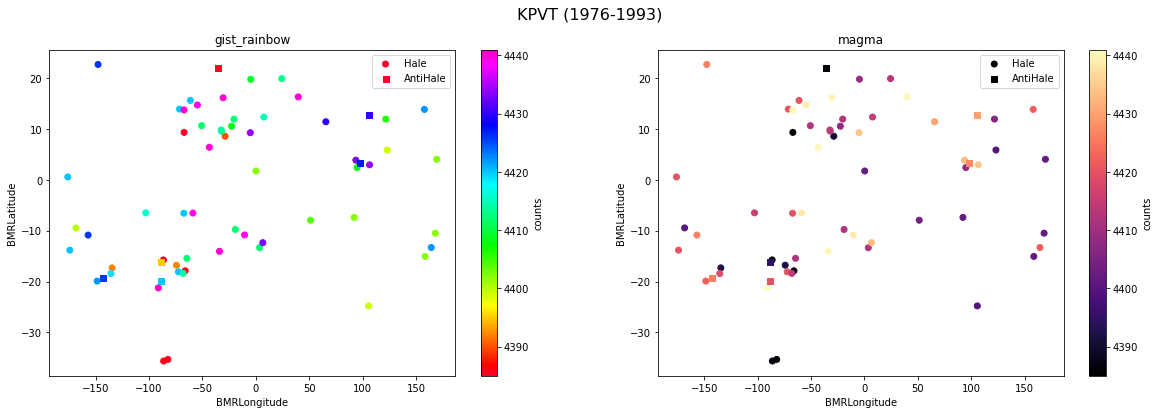 KPVT (1976-1993)
gist_rainbow
Hale
AntiHale
20
10
0
−10
−20
−30
BMRLatitude
−150
−100
−50
0
50
100
150
BMRLongitude
4440
4430
4420
4410
4400
4390
counts
magma
Hale
AntiHale
20
10
0
−10
−20
−30
BMRLatitude
−150
−100
−50
0
50
100
150
BMRLongitude
4440
4430
4420
4410
4400
4390
counts